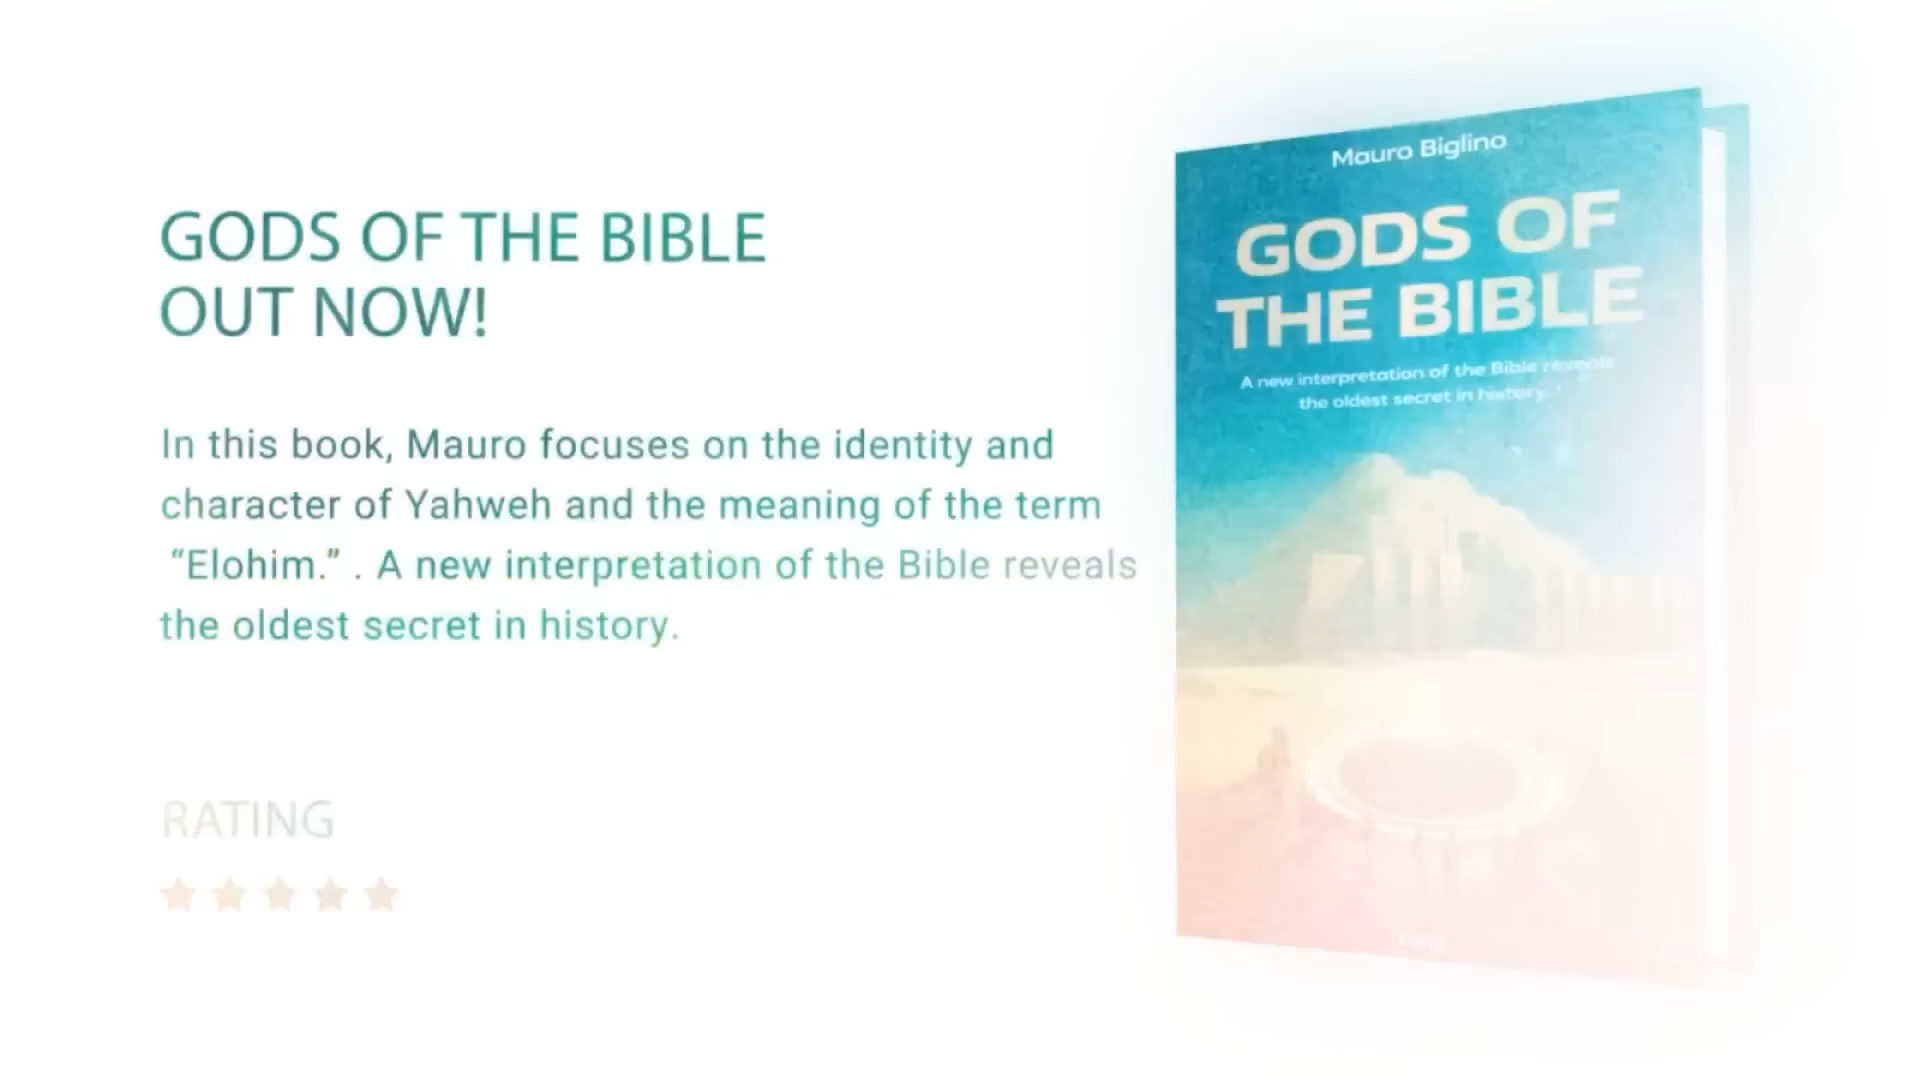 GODS OF THE BIBLE
OUT NOW!
In this book, Mauro focuses on the identity and
character of Yahweh and the meaning of the term
“Elohim.” . A new interpretation of the Bible reveals
the oldest secret in history.
RATING
Mauro Biglino
GODS OF
THE BIBLE
A new interpretation of the Bible reveals
the oldest secret in history.